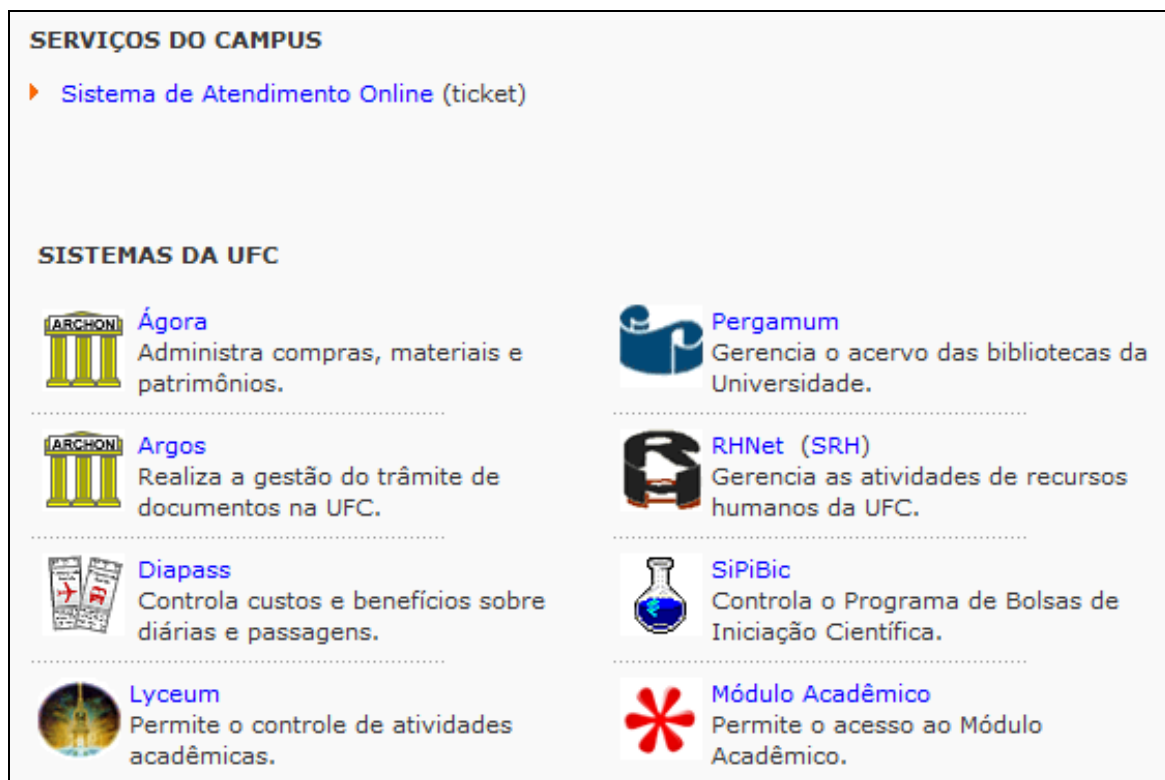 SERVIÇOS DO CAMPUS
Sistema de Atendimento Online (ticket)
SISTEMAS DA UFC
ARCHON
Ágora
Administra compras, materiais e
patrimônios.
Pergamum
Gerencia o acervo das bibliotecas da
Universidade.
ARCHON
Argos
Realiza a gestão do trâmite de
documentos na UFC.
RHNet (SRH)
Gerencia as atividades de recursos
humanos da UFC.
Diapass
Controla custos e benefícios sobre
diárias e passagens.
SiPiBic
Controla o Programa de Bolsas de
Iniciação Científica.
Lyceum
Permite o controle de atividades
acadêmicas.
Módulo Acadêmico
Permite o acesso ao Módulo
Acadêmico.